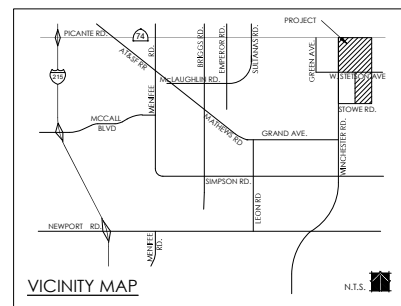 PROJECT
PICANTE RD.
74
RD.
BRIGGS RD.
EMPEROR RD.
SULTANAS RD.
GREEN AVE.
AT&SF RR
215
McLAUGHLIN RD.
W. STETSON AVE
MENIFEE
STOWE RD.
MCCALL
BLVD
MATHEWS RD
GRAND AVE.
WINCHESTER RD.
SIMPSON RD.
LEON RD
NEWPORT RD.
MENIFEE
RD.
VICINITY MAP
N.T.S.